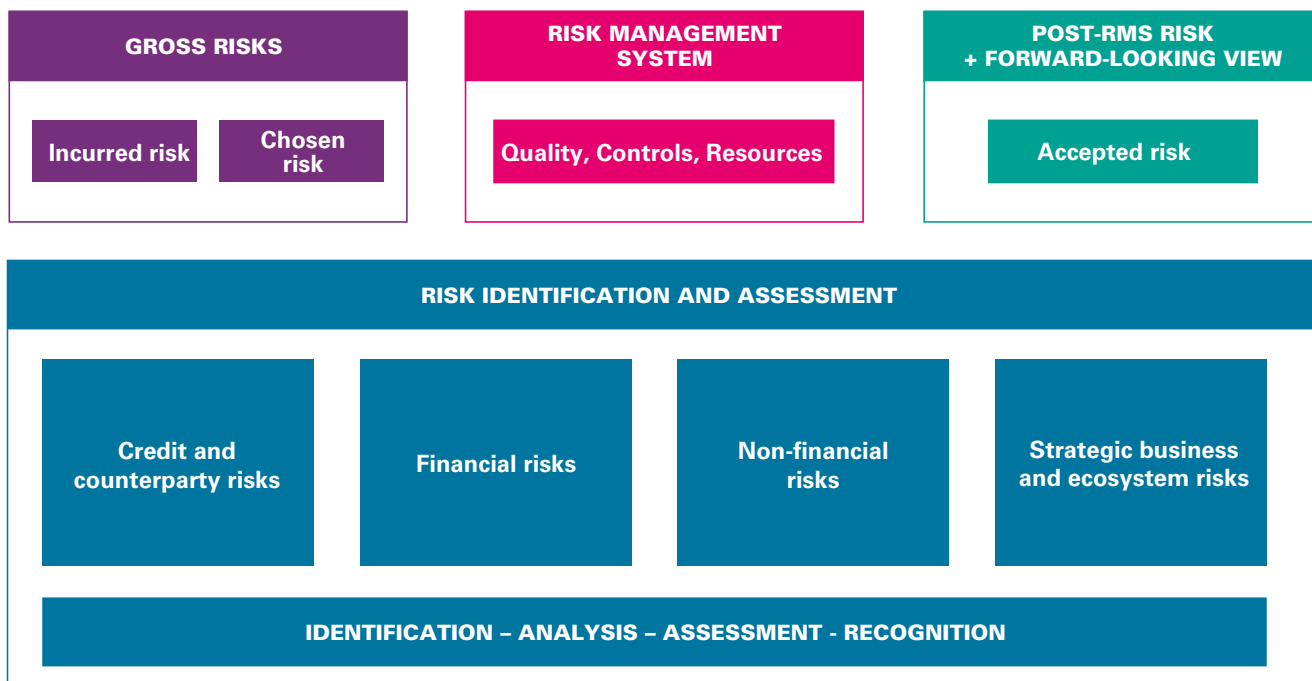 GROSS RISKS
Incurred risk
Chosen
risk
RISK MANAGEMENT
SYSTEM
Quality, Controls, Resources
POST-RMS RISK
+ FORWARD-LOOKING VIEW
Accepted risk
RISK IDENTIFICATION AND ASSESSMENT
Credit and
counterparty risks
Financial risks
Non-financial
risks
Strategic business
and ecosystem risks
IDENTIFICATION – ANALYSIS – ASSESSMENT - RECOGNITION